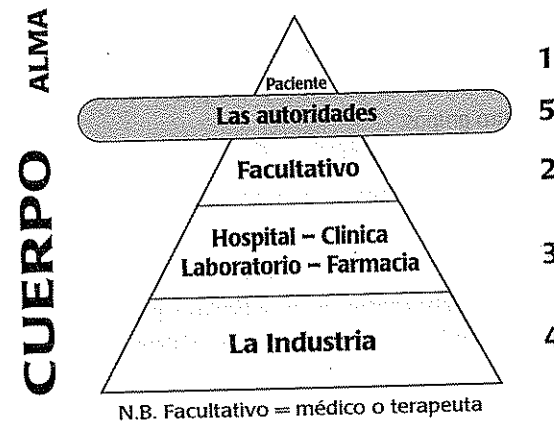 ALMA
CUERPO
Paciente
1
Las autoridades
5
Facultativo
2
Hospital – Clinica
Laboratorio – Farmacia
3
La Industria
4
N.B. Facultativo = médico o terapeuta